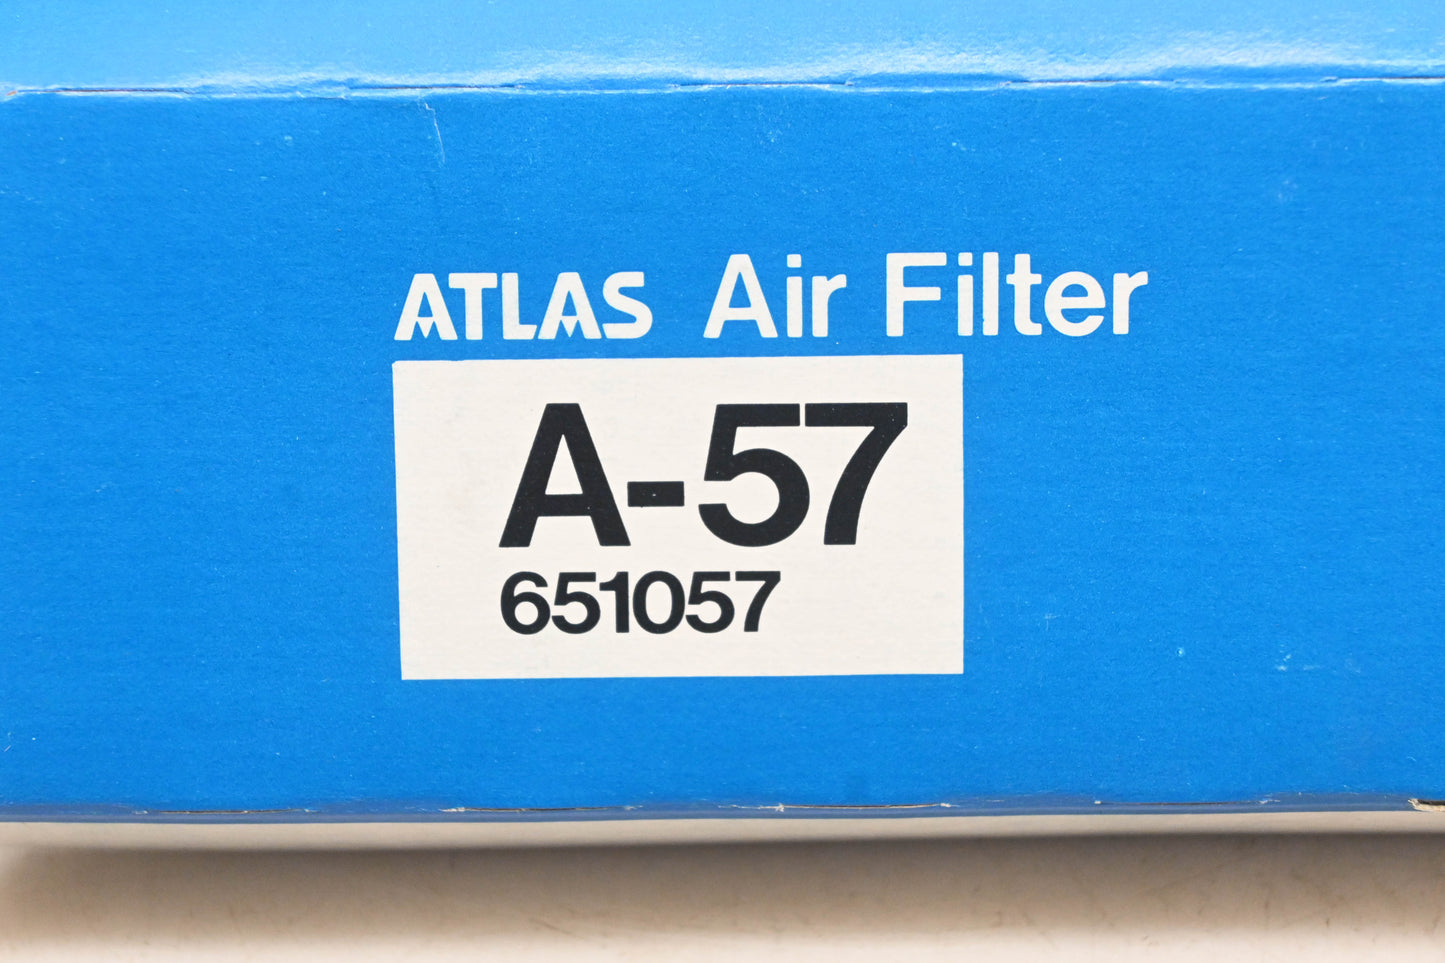 ATLAS Air Filter
A-57
651057